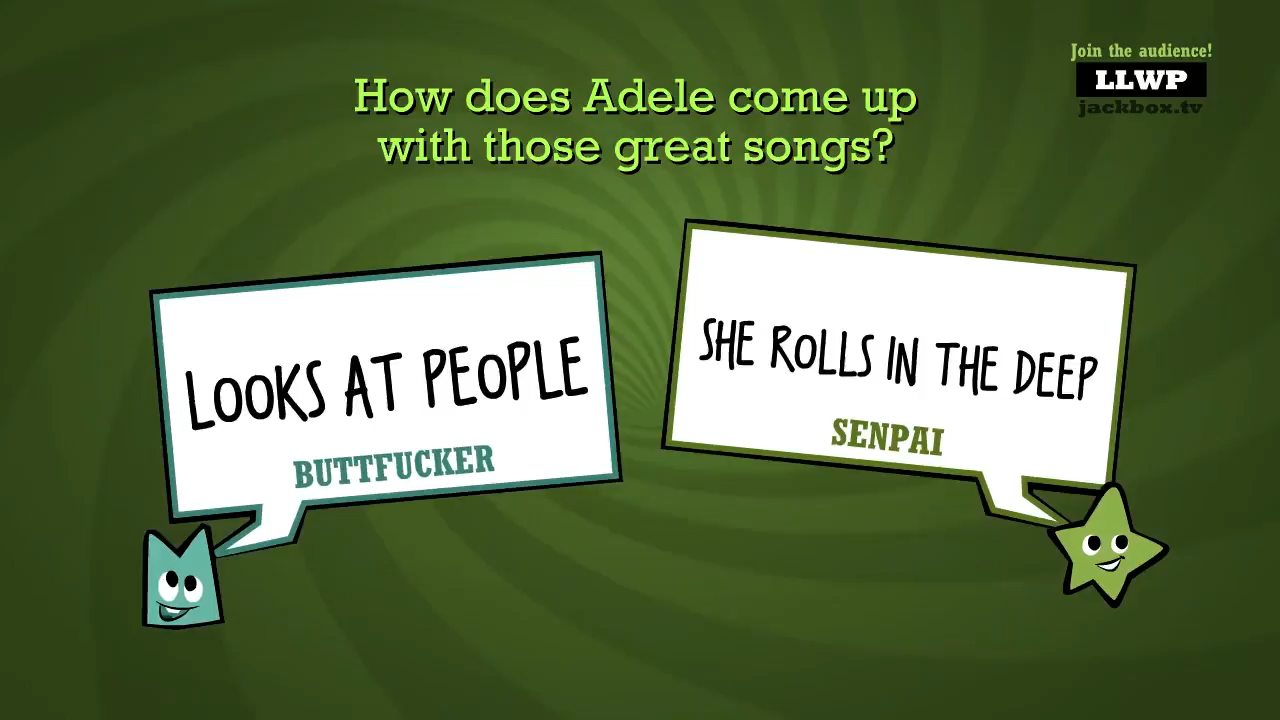 Join the audience!
LLWP
jackbox.tv
How does Adele come up
with those great songs?
LOOKS AT PEOPLE
BUTTFUCKER
SHE ROLLS IN THE DEEP
SENPAI